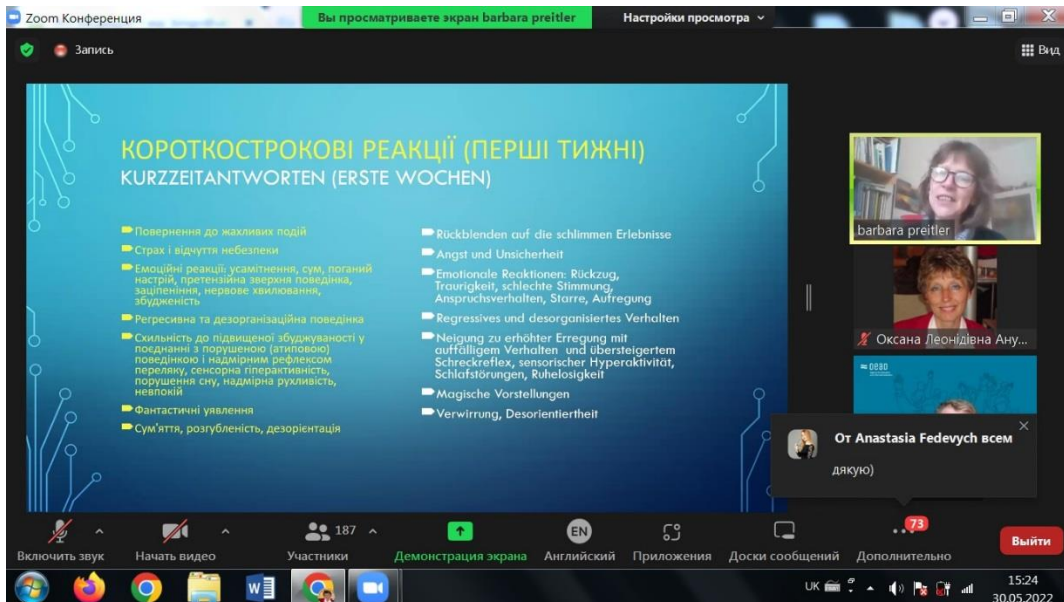 Zoom Конференция
Вы просматриваете экран barbara preitler
Настройки просмотра
Запись
Вид
КОРОТКОСТРОКОВІ РЕАКЦІЇ (ПЕРШІ ТИЖНІ)
KURZZEITANTWORTEN (ERSTE WOCHEN)
Повернення до жахливих подій
Страх і відчуття небезпеки
Емоційні реакції: усамітнення, сум, поганий
настрій, претензійна зверхня поведінка,
заціпеніння, нервове хвилювання,
збудженість
Регресивна та дезорганізаційна поведінка
Схильність до підвищеної збуджуваності у
поєднанні з порушеною (атиповою)
поведінкою і надмірним рефлексом
переляку, сенсорна гіперактивність,
порушення сну, надмірна рухливість,
невпокій
Фантастичні уявлення
Сум'яття, розгубленість, дезорієнтація
Rückblenden auf die schlimmen Erlebnisse
Angst und Unsicherheit
Emotionale Reaktionen: Rückzug,
Traurigkeit, schlechte Stimmung,
Anspruchsverhalten, Starre, Aufregung
Regressives und desorganisiertes Verhalten
Neigung zu erhöhter Erregung mit
auffälligem Verhalten und übersteigertem
Schreckreflex, sensorischer Hyperaktivität,
Schlafstörungen, Ruhelosigkeit
Magische Vorstellungen
Verwirrung, Desorientiertheit
barbara preitler
Оксана Леонідівна Ану...
OEAD
От Anastasia Fedevych всем
дякую)
187
EN
73
Включить звук
Начать видео
Участники
Демонстрация экрана
Английский
Приложения
Доски сообщений
Дополнительно
Выйти
UK
15:24
30.05.2022